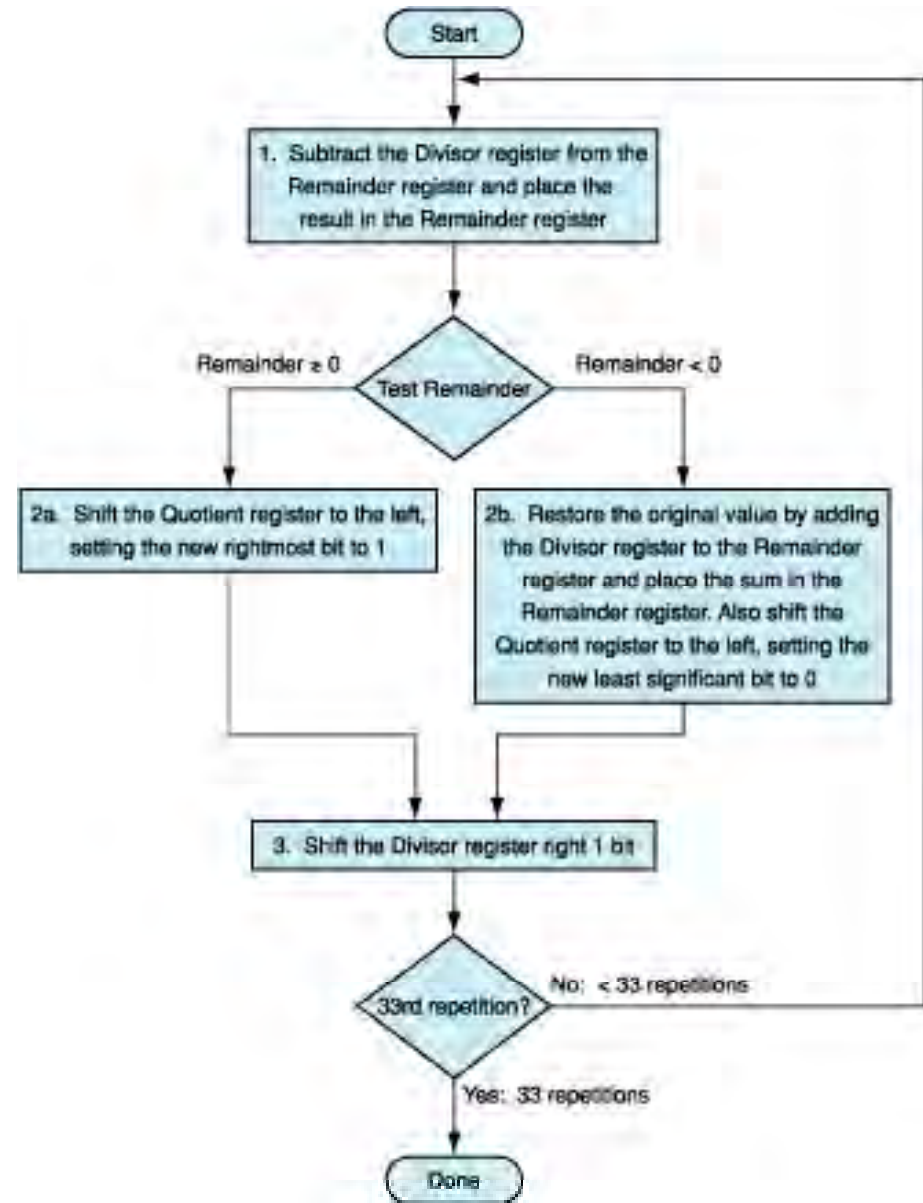 Start
1. Subtract the Divisor register from the
Remainder register and place the
result in the Remainder register
Remainder ≥ 0
Remainder < 0
Test Remainder
2a. Shift the Quotient register to the left,
setting the new rightmost bit to 1
2b. Restore the original value by adding
the Divisor register to the Remainder
register and place the sum in the
Remainder register. Also shift the
Quotient register to the left, setting the
new least significant bit to 0
3. Shift the Divisor register right 1 bit
33rd repetition?
No: < 33 repetitions
Yes: 33 repetitions
Done